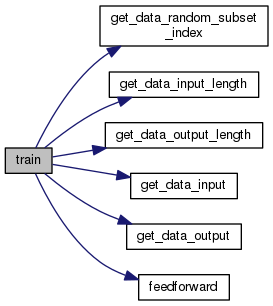 get_data_random_subset
_index
get_data_input_length
get_data_output_length
train
get_data_input
get_data_output
feedforward